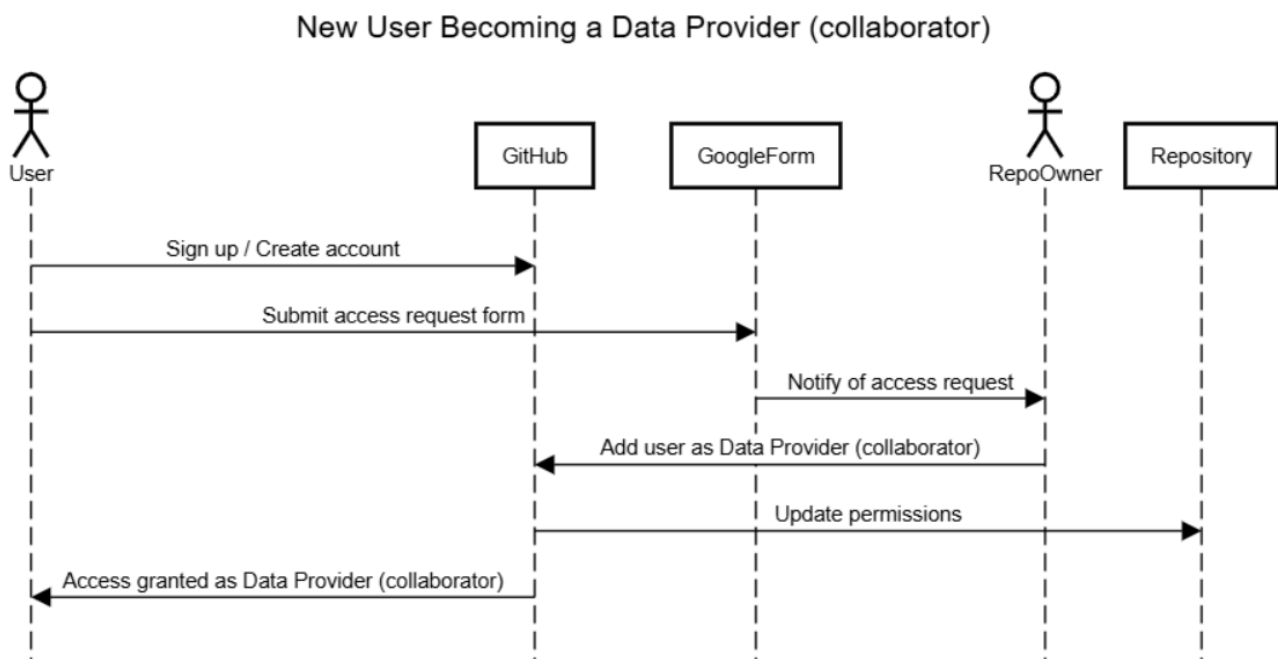 New User Becoming a Data Provider (collaborator)
User
GitHub
GoogleForm
RepoOwner
Repository
Sign up / Create account
Submit access request form
Notify of access request
Add user as Data Provider (collaborator)
Update permissions
Access granted as Data Provider (collaborator)